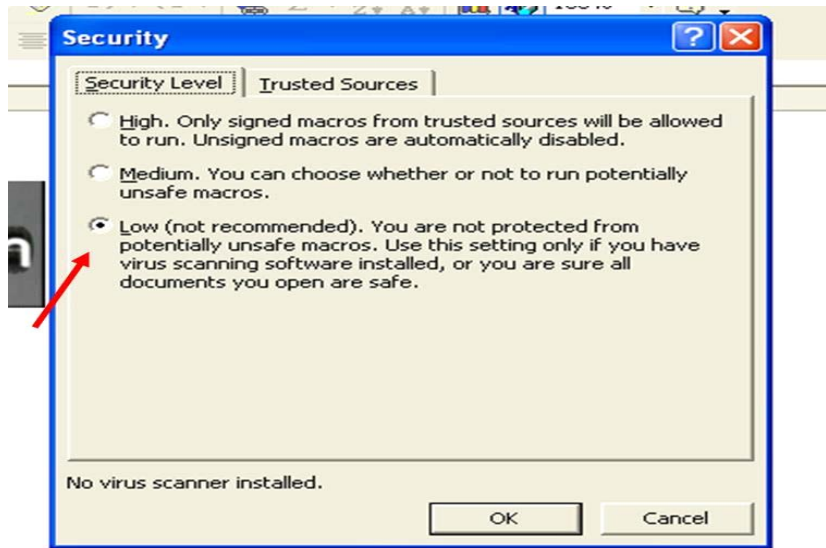 Security
Security Level Trusted Sources
High. Only signed macros from trusted sources will be allowed
to run. Unsigned macros are automatically disabled.
Medium. You can choose whether or not to run potentially
unsafe macros.
Low (not recommended). You are not protected from
potentially unsafe macros. Use this setting only if you have
virus scanning software installed, or you are sure all
documents you open are safe.
No virus scanner installed.
OK Cancel